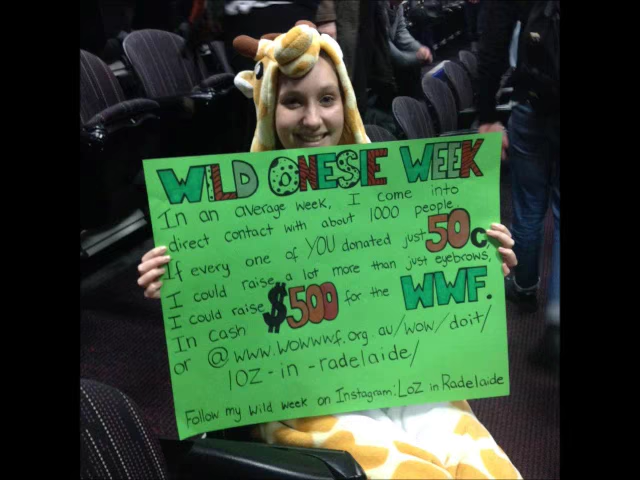 WILD ONESIE WEEK
In an average week, I come into
direct contact with about 1000 people
If every one of YOU donated just 50c
I could raise a lot more than just eyebrows,
I could raise $500 for the WWF.
In cash
or @ www.wowwwf.org.au/wow/doit/
loz-in-radelaide/
Follow my wild week on Instagram: Loz in Radelaide